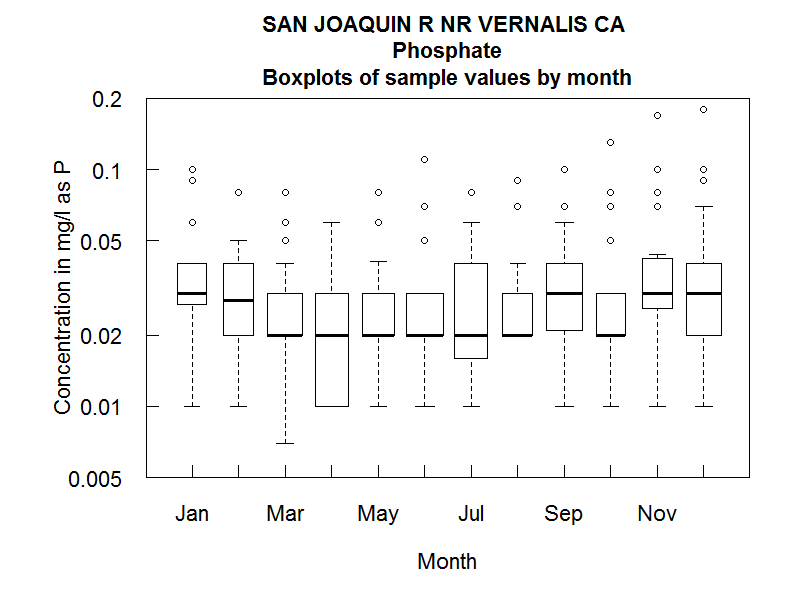 SAN JOAQUIN R NR VERNALIS CA
Phosphate
Boxplots of sample values by month
Concentration in mg/l as P
0.2
0.1
0.05
0.02
0.01
0.005
Jan Mar May Jul Sep Nov
Month